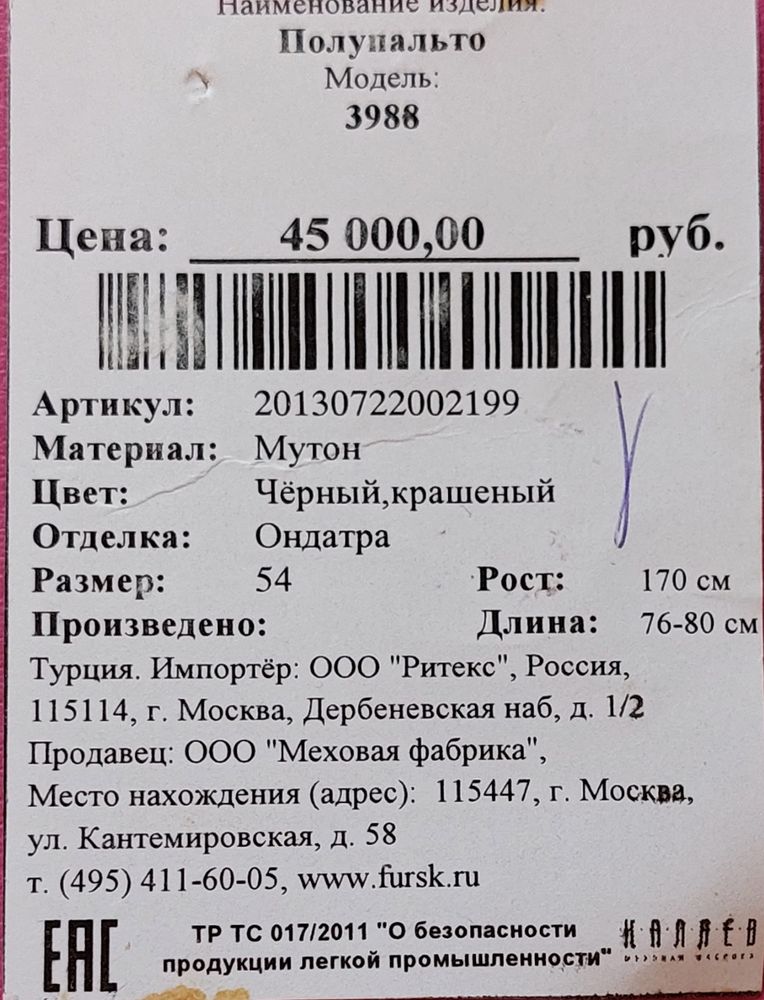 Наименование изделия:
Полупальто
Модель:
3988
Цена: 45 000,00 руб.
Артикул: 20130722002199
Материал: Мутон
Цвет: Чёрный,крашеный
Отделка: Ондатра
Размер: 54 Рост: 170 см
Произведено: Длина: 76-80 см
Турция. Импортёр: ООО "Ритекс", Россия,
115114, г. Москва, Дербеневская наб, д. 1/2
Продавец: ООО "Меховая фабрика",
Место нахождения (адрес): 115447, г. Москва,
ул. Кантемировская, д. 58
т. (495) 411-60-05, www.fursk.ru
EAC ТР ТС 017/2011 "О безопасности КАЛЯЕВ
продукции легкой промышленности"